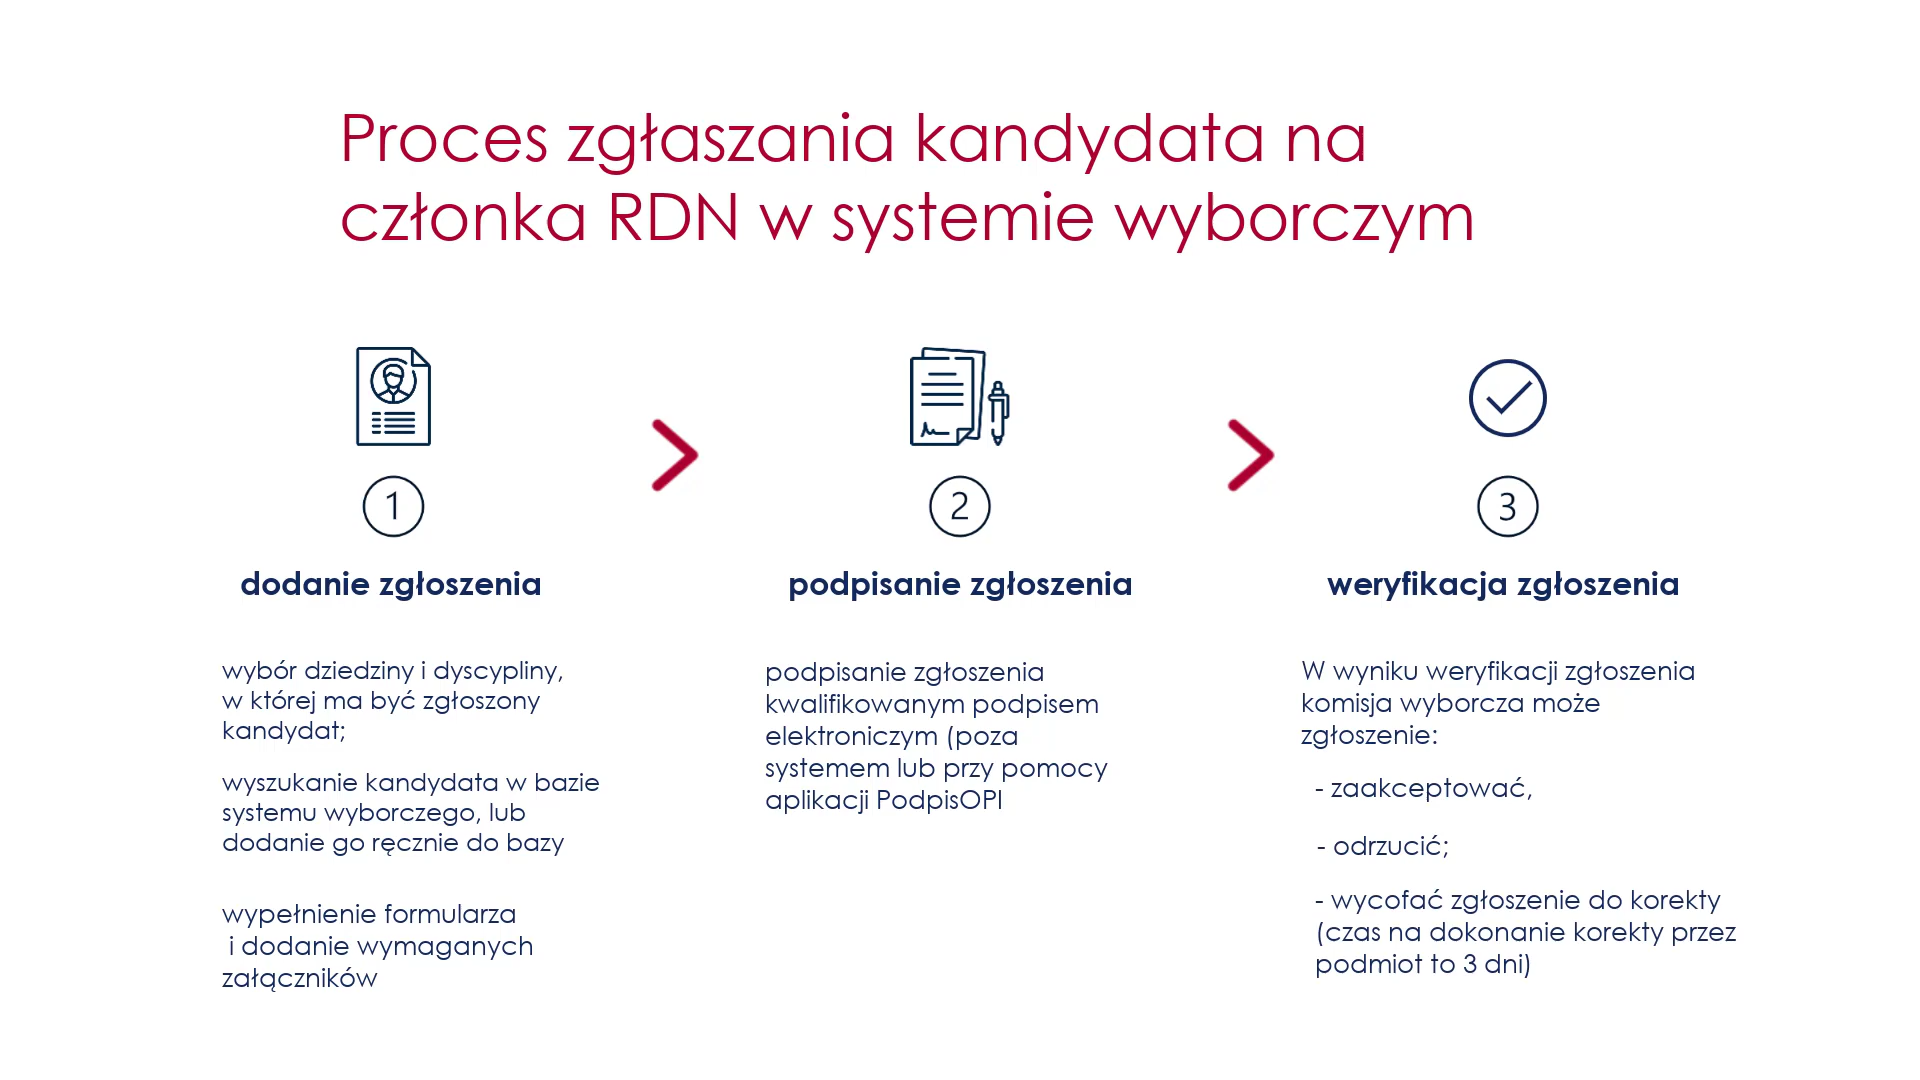 Proces zgłaszania kandydata na
członka RDN w systemie wyborczym
1
dodanie zgłoszenia
wybór dziedziny i dyscypliny,
w której ma być zgłoszony
kandydat;
wyszukanie kandydata w bazie
systemu wyborczego, lub
dodanie go ręcznie do bazy
wypełnienie formularza
i dodanie wymaganych
załączników
2
podpisanie zgłoszenia
podpisanie zgłoszenia
kwalifikowanym podpisem
elektroniczym (poza
systemem lub przy pomocy
aplikacji PodpisOPI
3
weryfikacja zgłoszenia
W wyniku weryfikacji zgłoszenia
komisja wyborcza może
zgłoszenie:
- zaakceptować,
- odrzucić;
- wycofać zgłoszenie do korekty
(czas na dokonanie korekty przez
podmiot to 3 dni)